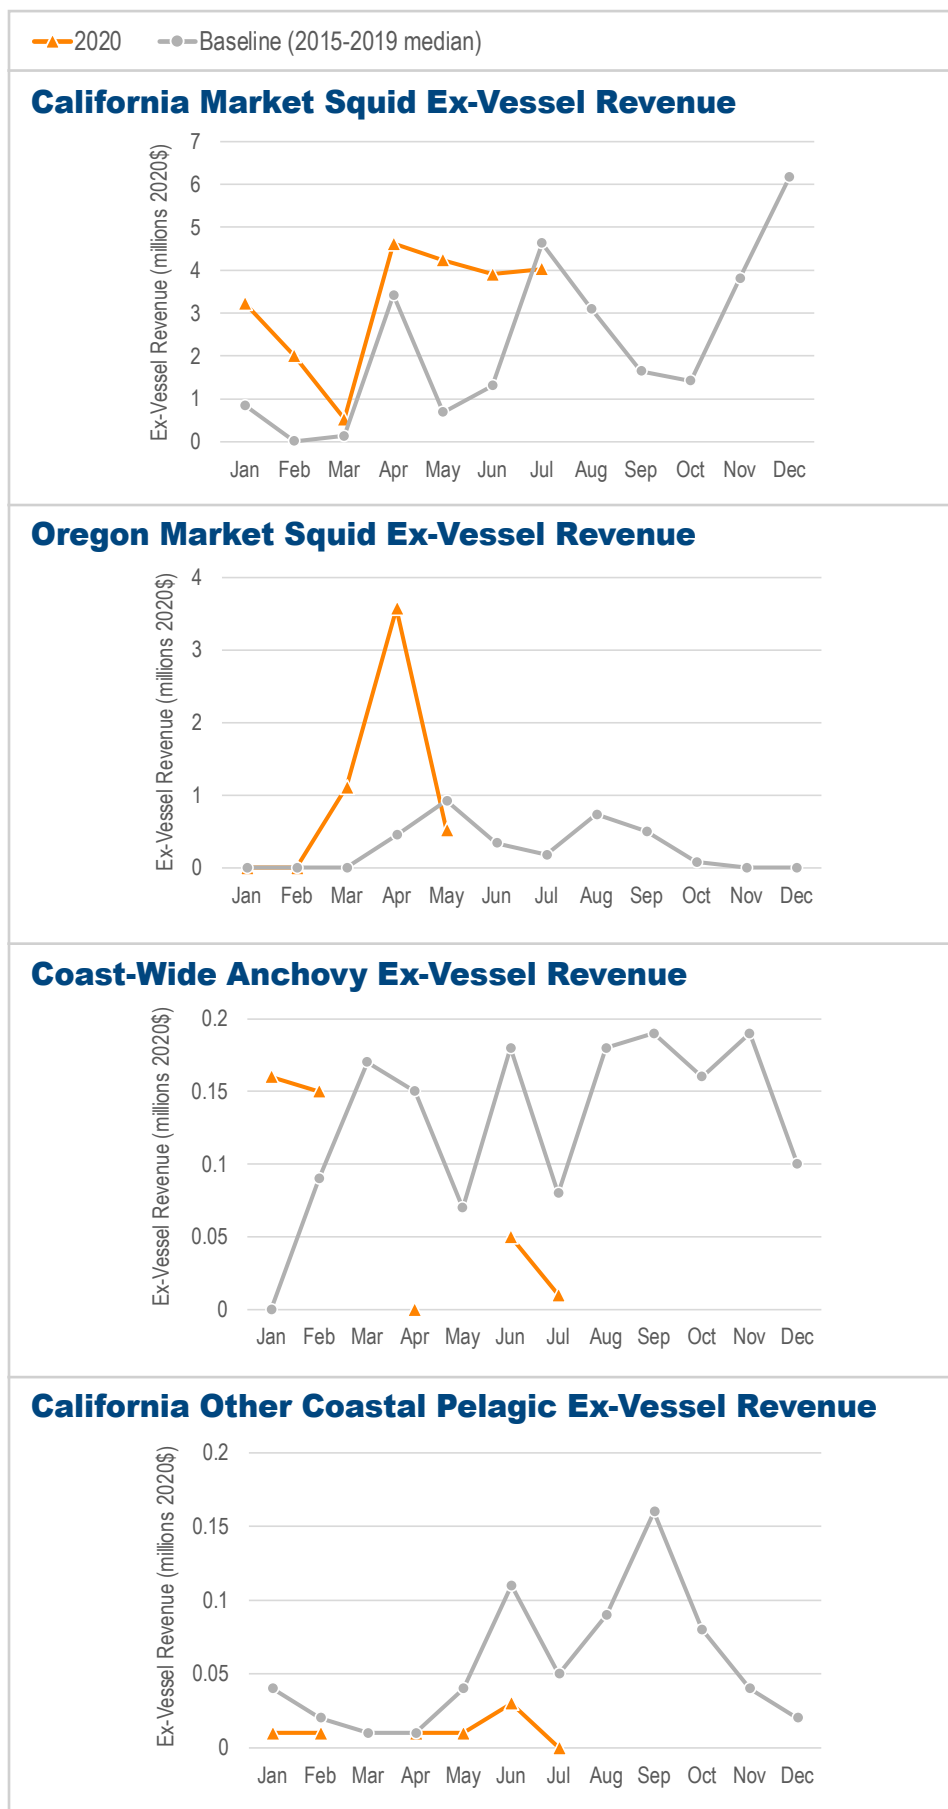 2020 Baseline (2015-2019 median)
California Market Squid Ex-Vessel Revenue
Ex-Vessel Revenue (millions 2020$)
7
6
5
4
3
2
1
0
Jan Feb Mar Apr May Jun Jul Aug Sep Oct Nov Dec
Oregon Market Squid Ex-Vessel Revenue
Ex-Vessel Revenue (millions 2020$)
4
3
2
1
0
Jan Feb Mar Apr May Jun Jul Aug Sep Oct Nov Dec
Coast-Wide Anchovy Ex-Vessel Revenue
Ex-Vessel Revenue (millions 2020$)
0.2
0.15
0.1
0.05
0
Jan Feb Mar Apr May Jun Jul Aug Sep Oct Nov Dec
California Other Coastal Pelagic Ex-Vessel Revenue
Ex-Vessel Revenue (millions 2020$)
0.2
0.15
0.1
0.05
0
Jan Feb Mar Apr May Jun Jul Aug Sep Oct Nov Dec